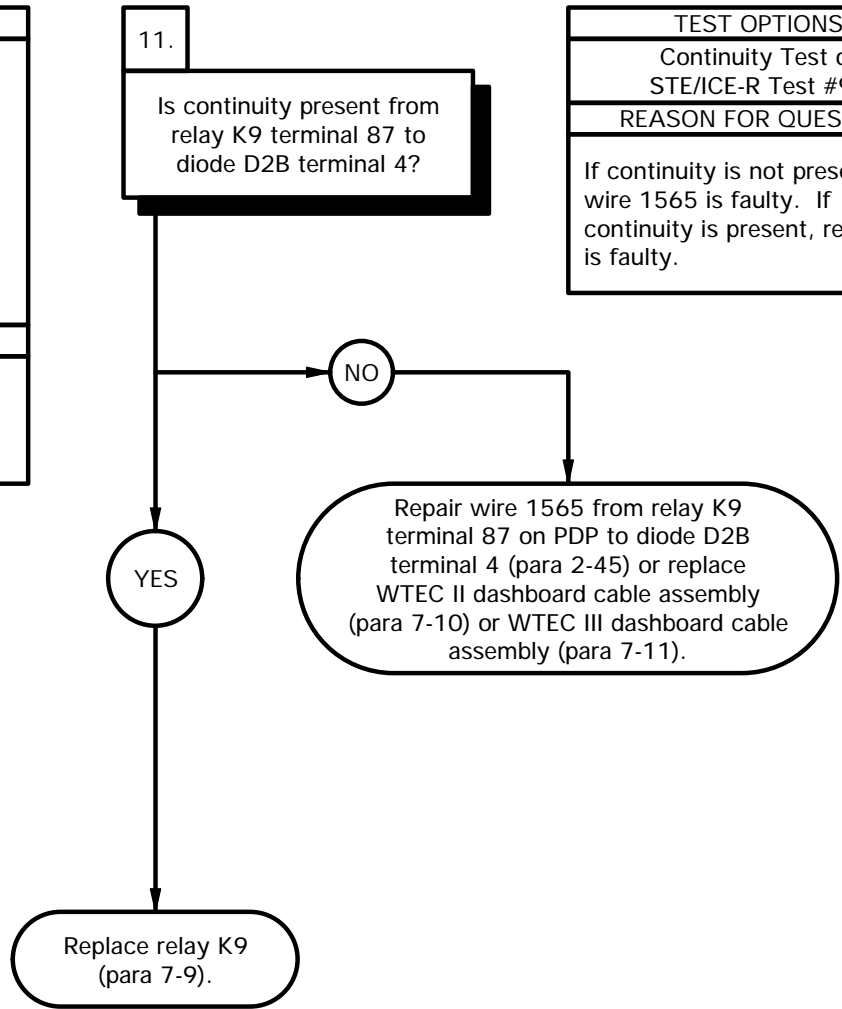 11.
Is continuity present from
relay K9 terminal 87 to
diode D2B terminal 4?
TEST OPTIONS
Continuity Test
STE/ICE-R Test
REASON FOR
If continuity is not
wire 1565 is faulty. If
continuity is present,
is faulty.
NO
YES
Repair wire 1565 from relay K9
terminal 87 on PDP to diode D2B
terminal 4 (para 2-45) or replace
WTEC II dashboard cable assembly
(para 7-10) or WTEC III dashboard cable
assembly (para 7-11).
Replace relay K9
(para 7-9).